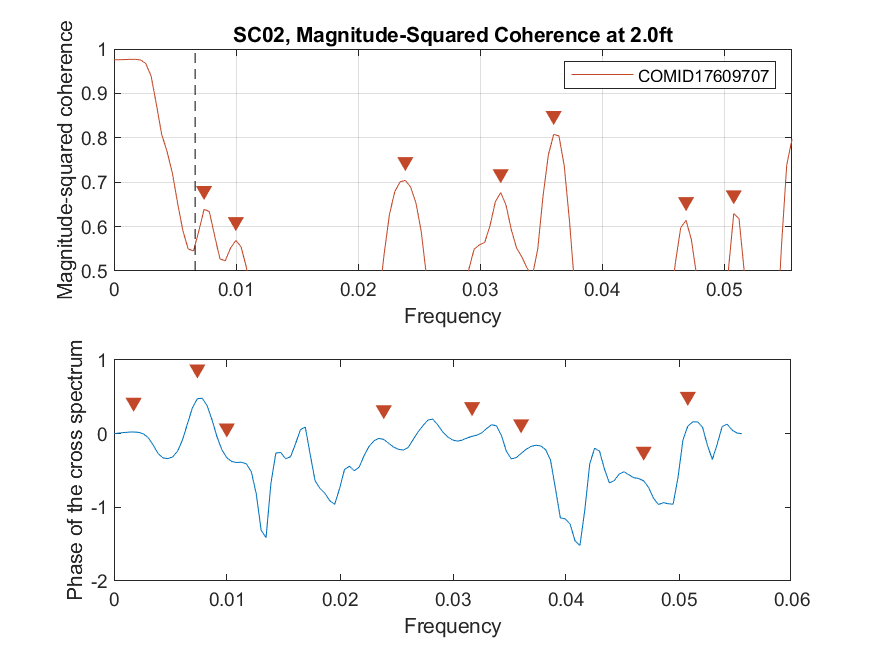 SC02, Magnitude-Squared Coherence at 2.0ft
Magnitude-squared coherence
1
0.9
0.8
0.7
0.6
0.5
COMID17609707
0 0.01 0.02 0.03 0.04 0.05
Frequency
Phase of the cross spectrum
1
0
-1
-2
0 0.01 0.02 0.03 0.04 0.05 0.06
Frequency